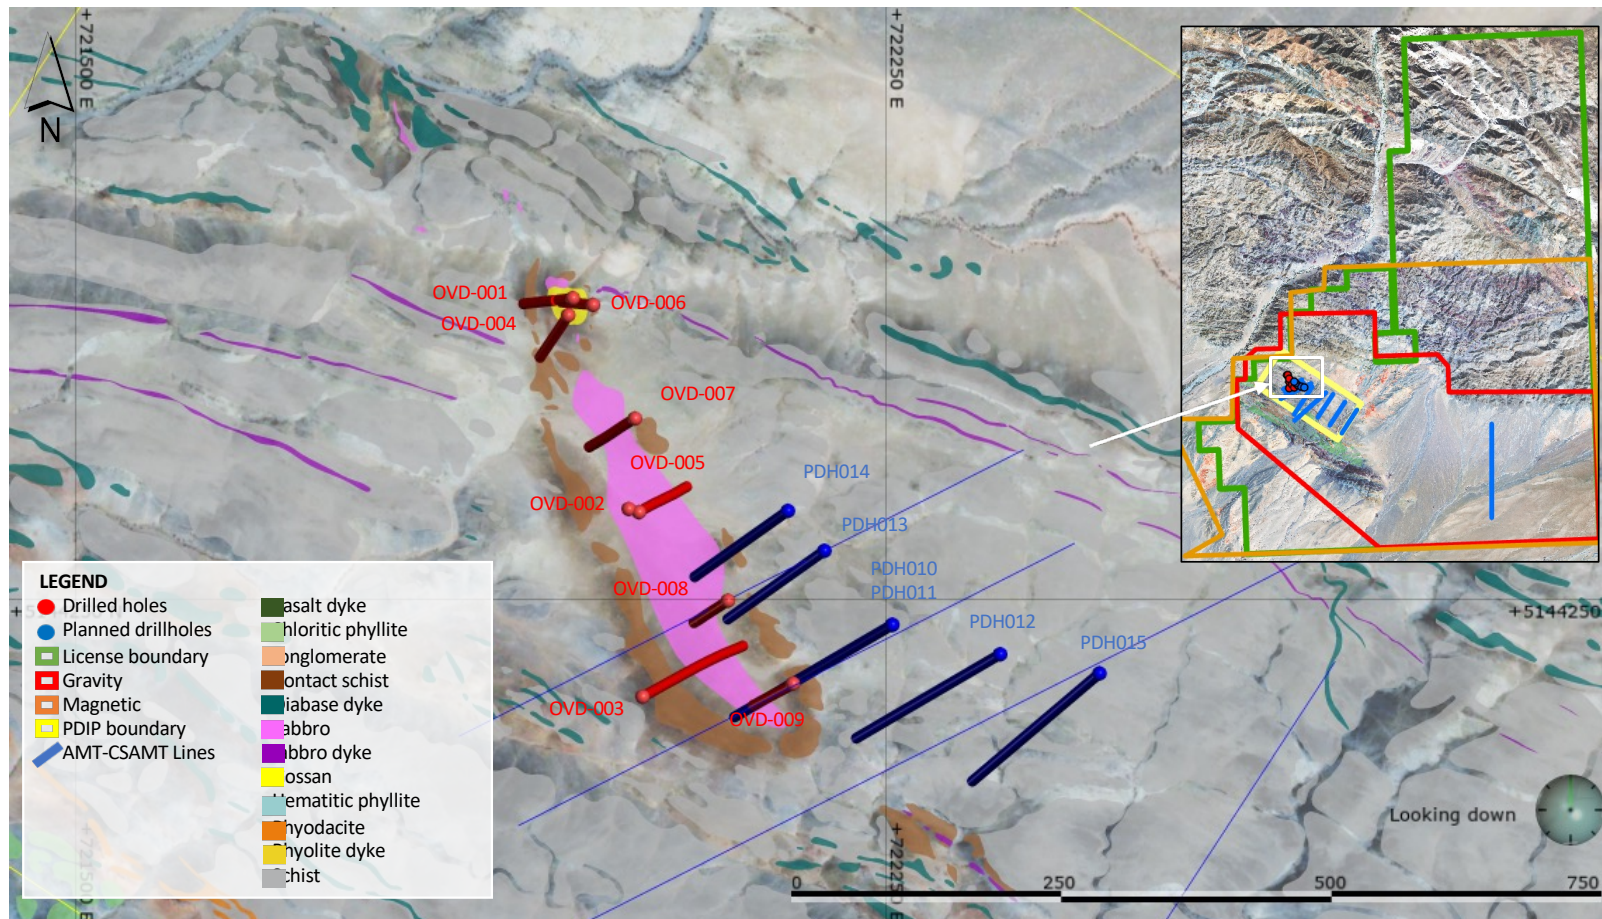 +721500 E
+722250 E
N
OVD-001
OVD-006
OVD-004
OVD-007
OVD-005
PDH014
OVD-002
PDH013
PDH010
OVD-008
PDH011
+5144250
PDH012
PDH015
OVD-003
OVD-009
LEGEND
Drilled holes
Planned drillholes
License boundary
Gravity
Magnetic
PDIP boundary
AMT-CSAMT Lines
asalt dyke
hloritic phyllite
onglomerate
ontact schist
iabase dyke
abbro
abbro dyke
ossan
ematitic phyllite
hyodacite
hyolite dyke
chist
Looking down
+721500 E
+722250 E
0 250 500 750